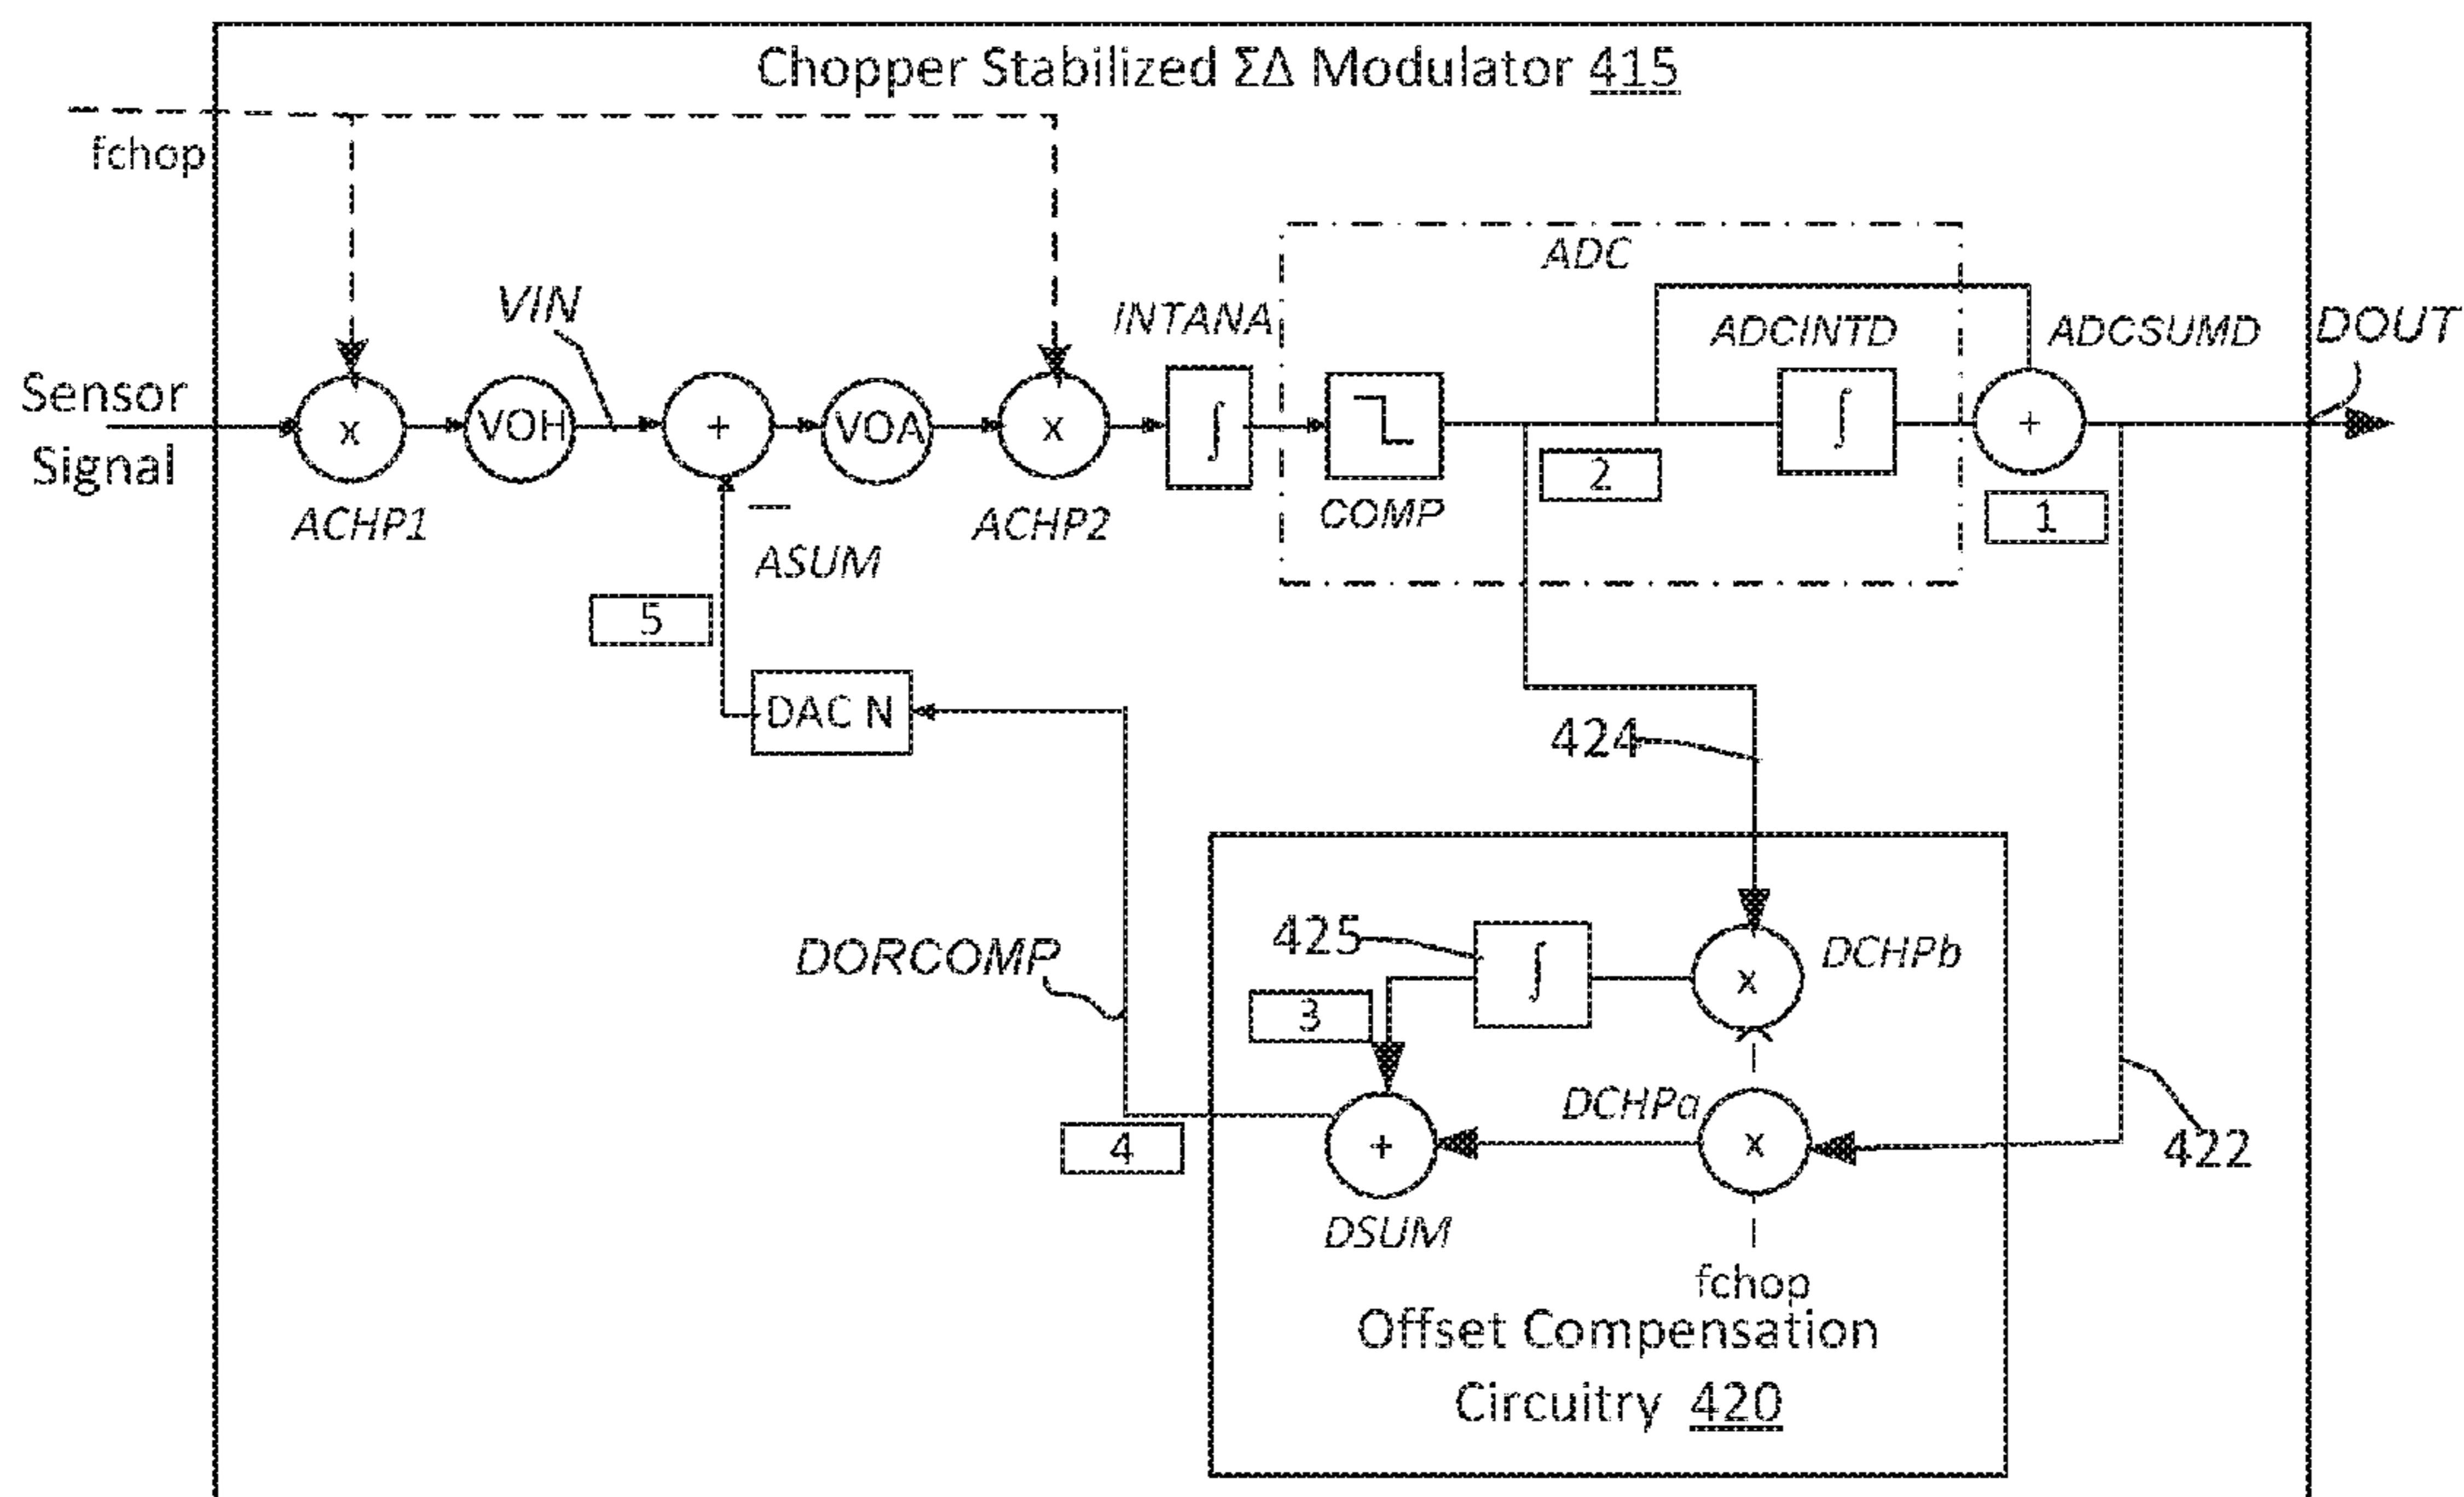 Chopper Stabilized ΣΔ Modulator 415
fchop
ADC
VIN
INTANA
ADCINTD
ADCSUMD
DOUT
Sensor
Signal
x
VOH
+
VOA
x
∫
∫
+
2
1
ACHP1
ACHP2
COMP
—
ASUM
5
DAC N
424
425
∫
x
DCHPb
DORCOMP
3
DCHPa
+
x
4
422
DSUM
fchop
Offset Compensation
Circuitry 420